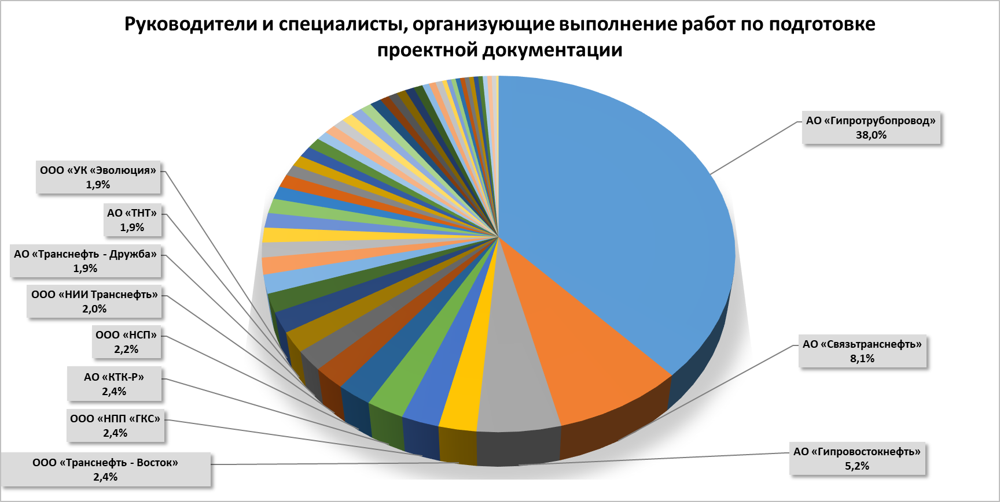 Руководители и специалисты, организующие выполнение работ по подготовке
проектной документации
АО «Гипротрубопровод»
38,0%
ООО «УК «Эволюция»
1,9%
АО «ТНТ»
1,9%
АО «Транснефть - Дружба»
1,9%
ООО «НИИ Транснефть»
2,0%
ООО «НСП»
2,2%
АО «КТК-Р»
2,4%
ООО «НПП «ГКС»
2,4%
ООО «Транснефть - Восток»
2,4%
АО «Связьтранснефть»
8,1%
АО «Гипровостокнефть»
5,2%